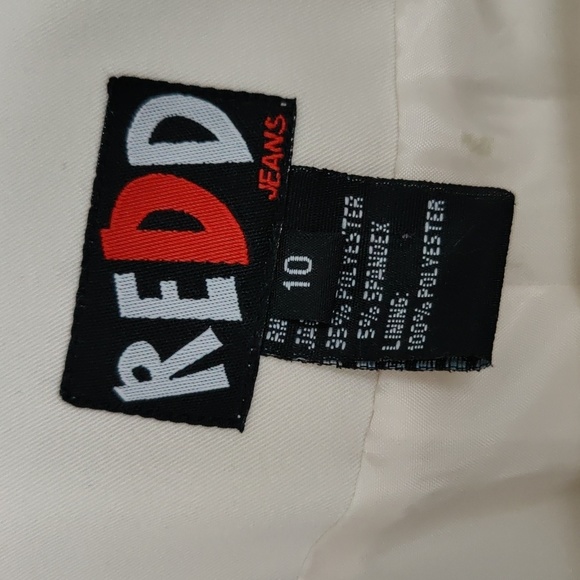 REDD
JEANS
10
95% POLYESTER
5% SPANDEX
LINING:
100% POLYESTER